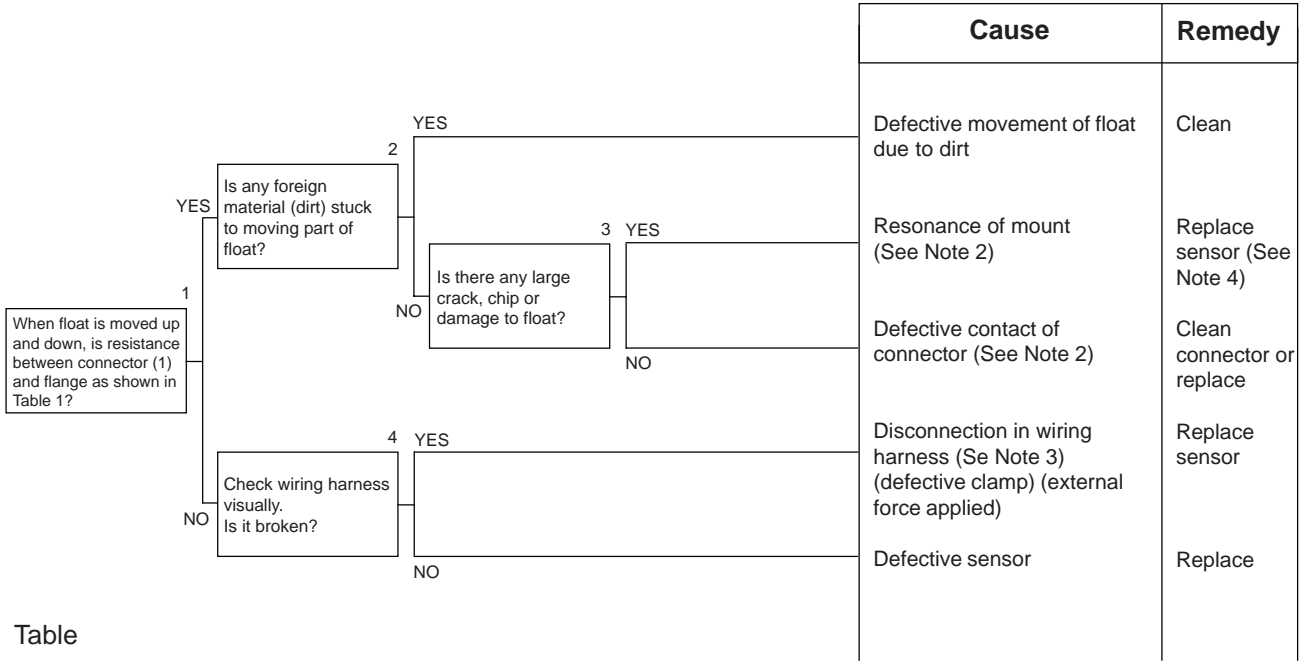 Cause
Remedy
YES
Defective movement of float
due to dirt
Clean
2
Is any foreign
material (dirt) stuck
to moving part of
float?
YES
3
YES
Resonance of mount
(See Note 2)
Replace
sensor (See
Note 4)
Is there any large
crack, chip or
damage to float?
NO
1
When float is moved up
and down, is resistance
between connector (1)
and flange as shown in
Table 1?
NO
Defective contact of
connector (See Note 2)
Clean
connector or
replace
4
YES
Disconnection in wiring
harness (Se Note 3)
(defective clamp) (external
force applied)
Replace
sensor
Check wiring harness
visually.
Is it broken?
NO
NO
Defective sensor
Replace
Table